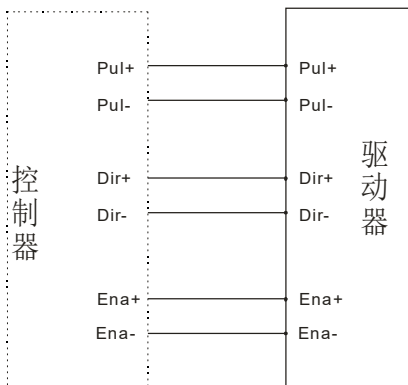 Pul+ Pul+
Pul- Pul-
Dir+ Dir+
Dir- Dir-
Ena+ Ena+
Ena- Ena-
控制器
驱动器